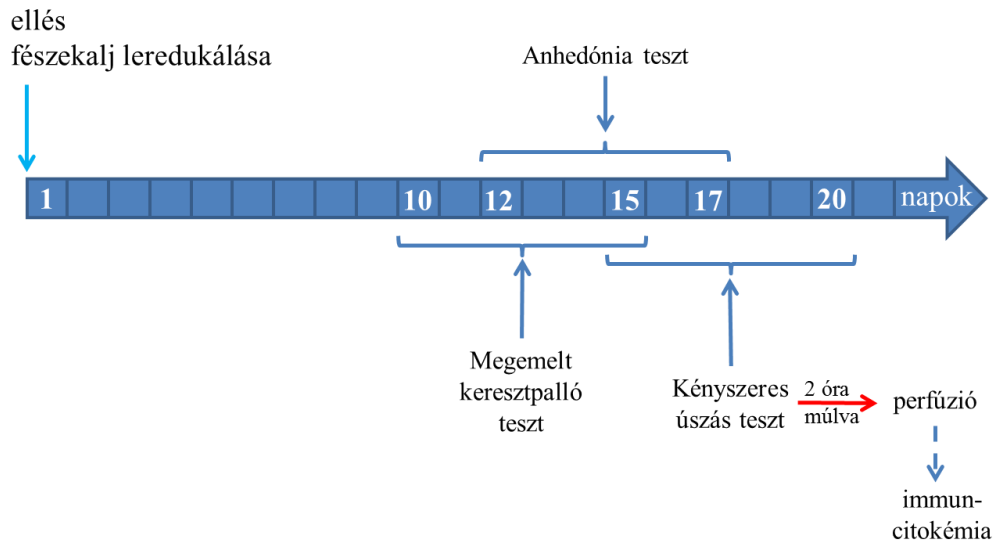 ellés
fészekalj leredukálása
Anhedónia teszt
1 10 12 15 17 20 napok
Megemelt
keresztpalló
teszt
Kényszeres
úszás teszt
2 óra
múlva
perfúzió
immun-
citokémia